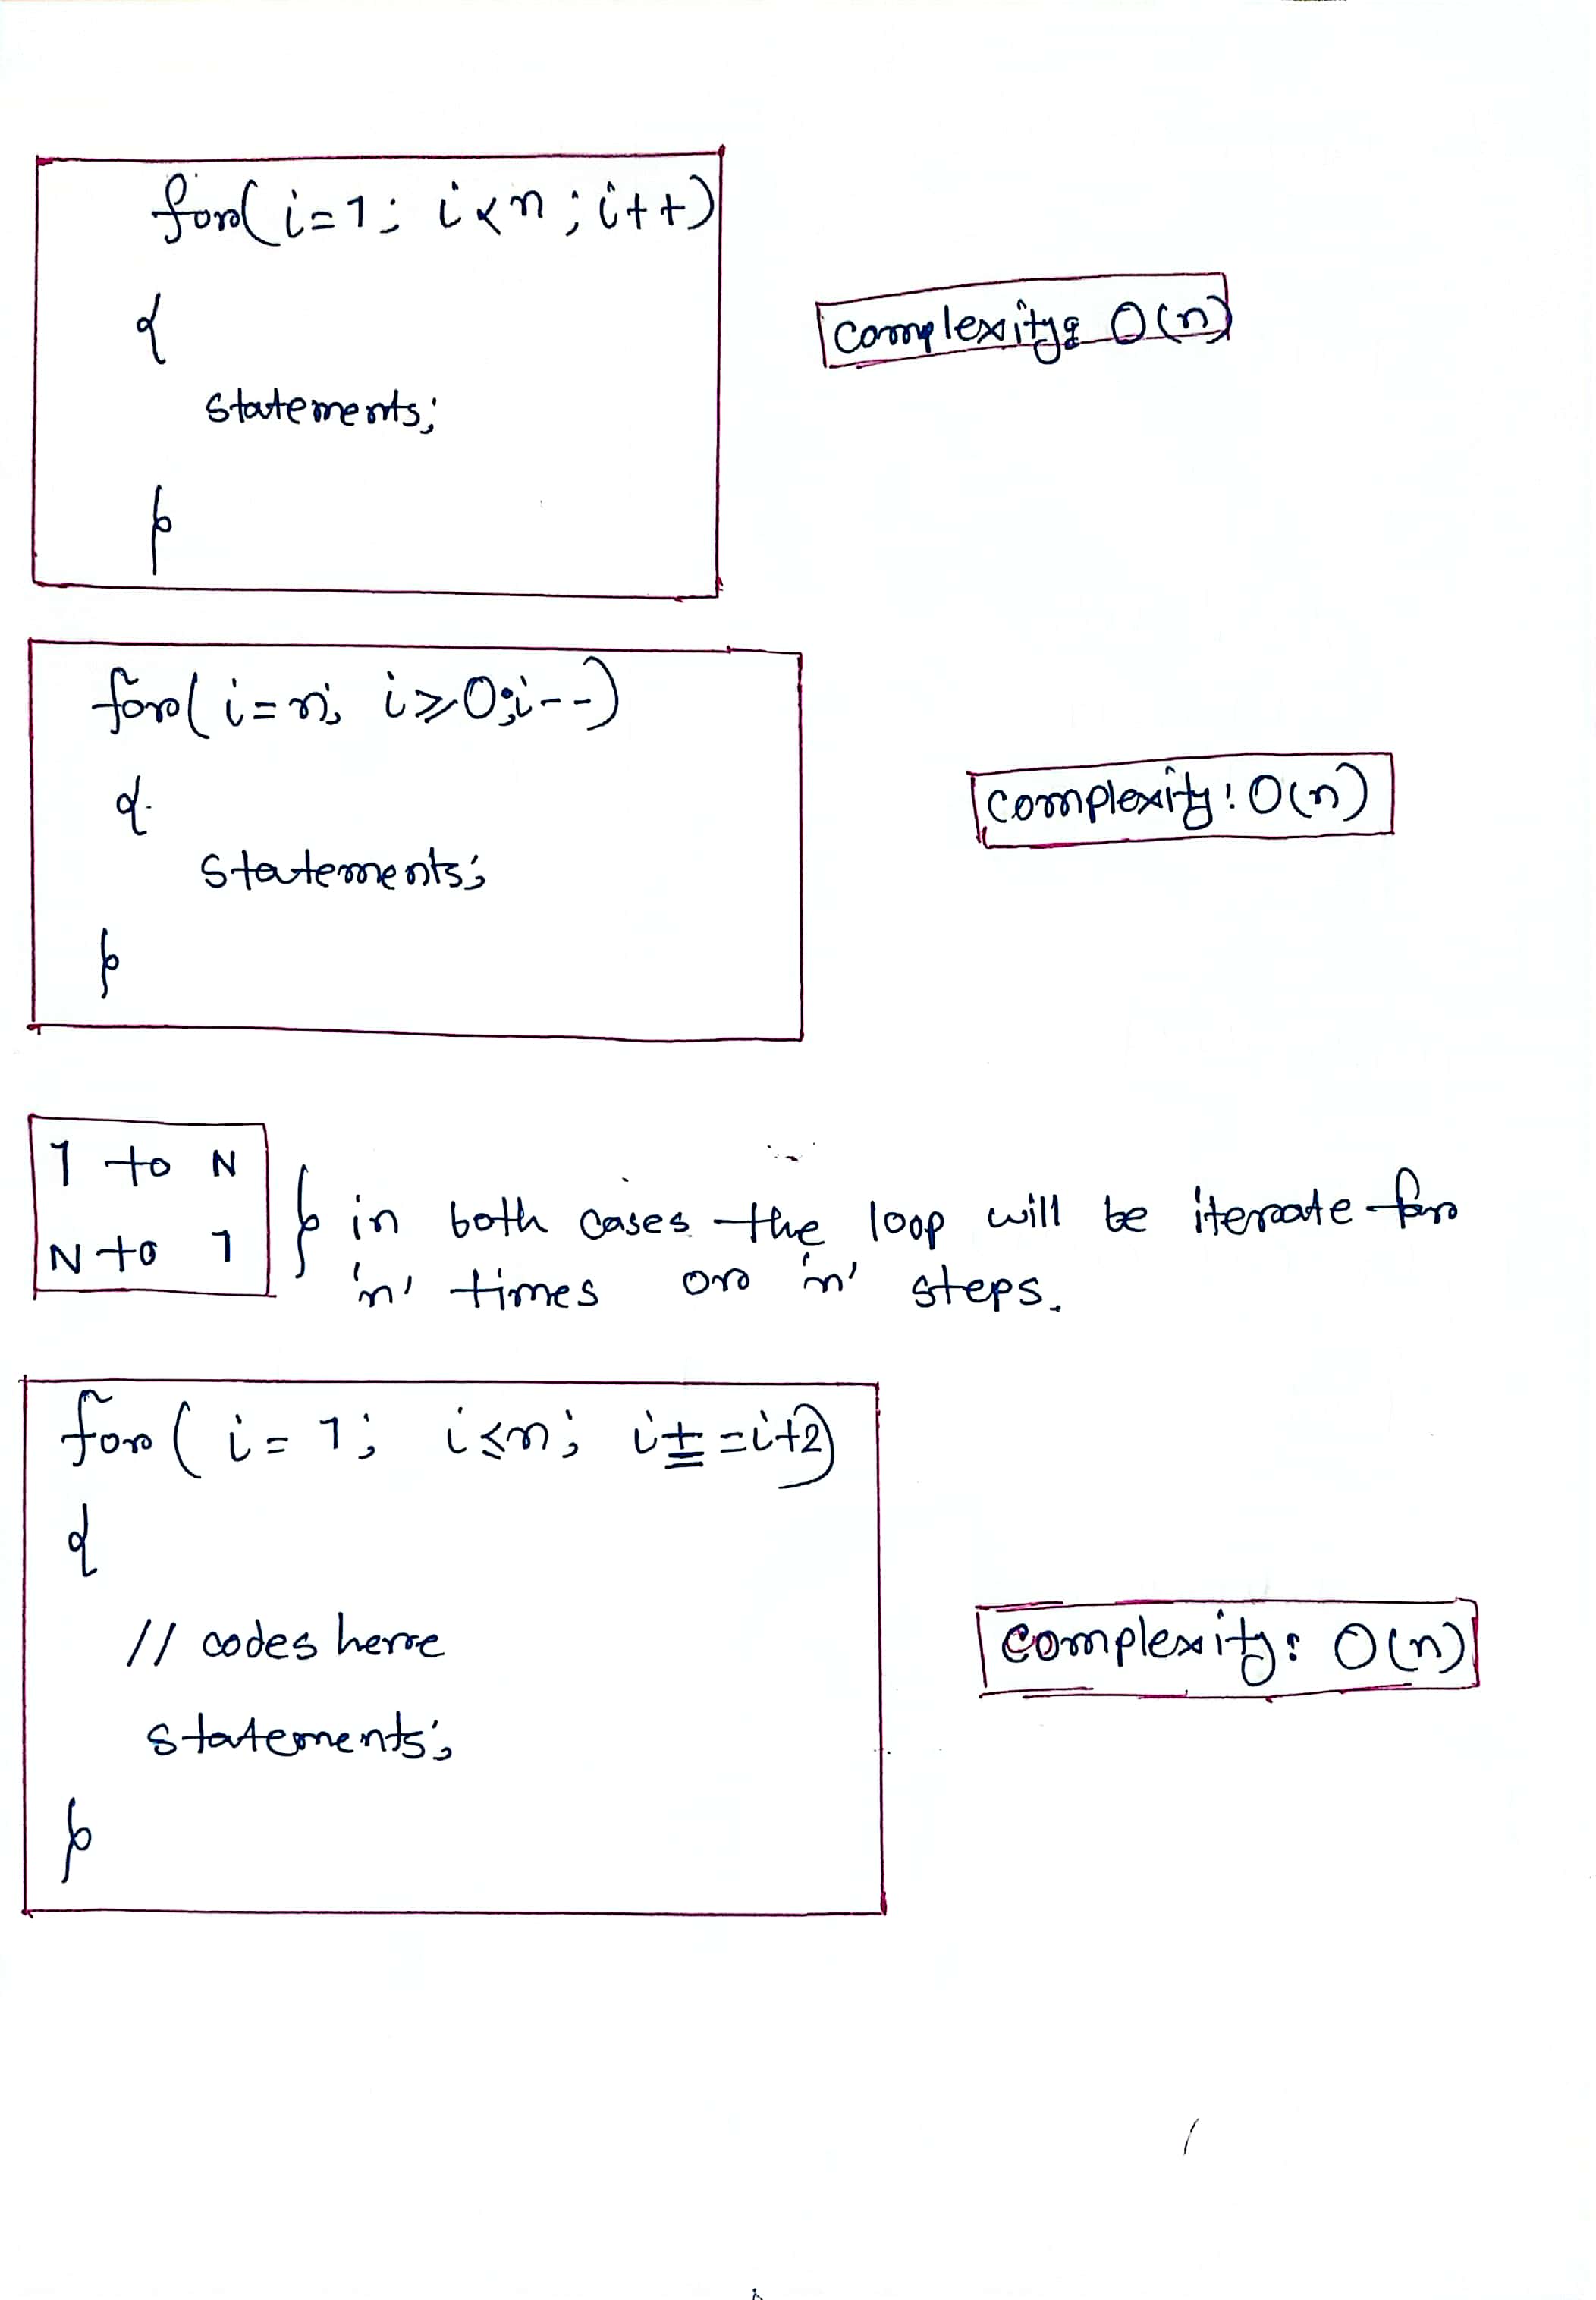 for( i=1; i<n ; i++)
{
statements;
}
complexity: O(n)
for( i=n; i>=0;i--)
{
statements;
}
complexity: O(n)
1 to N
N to 1
} in both cases the loop will be iterate for
'n' times or 'n' steps.
for ( i = 1; i≤n; i+ =i+2)
{
// codes here
statements;
}
complexity: O(n)